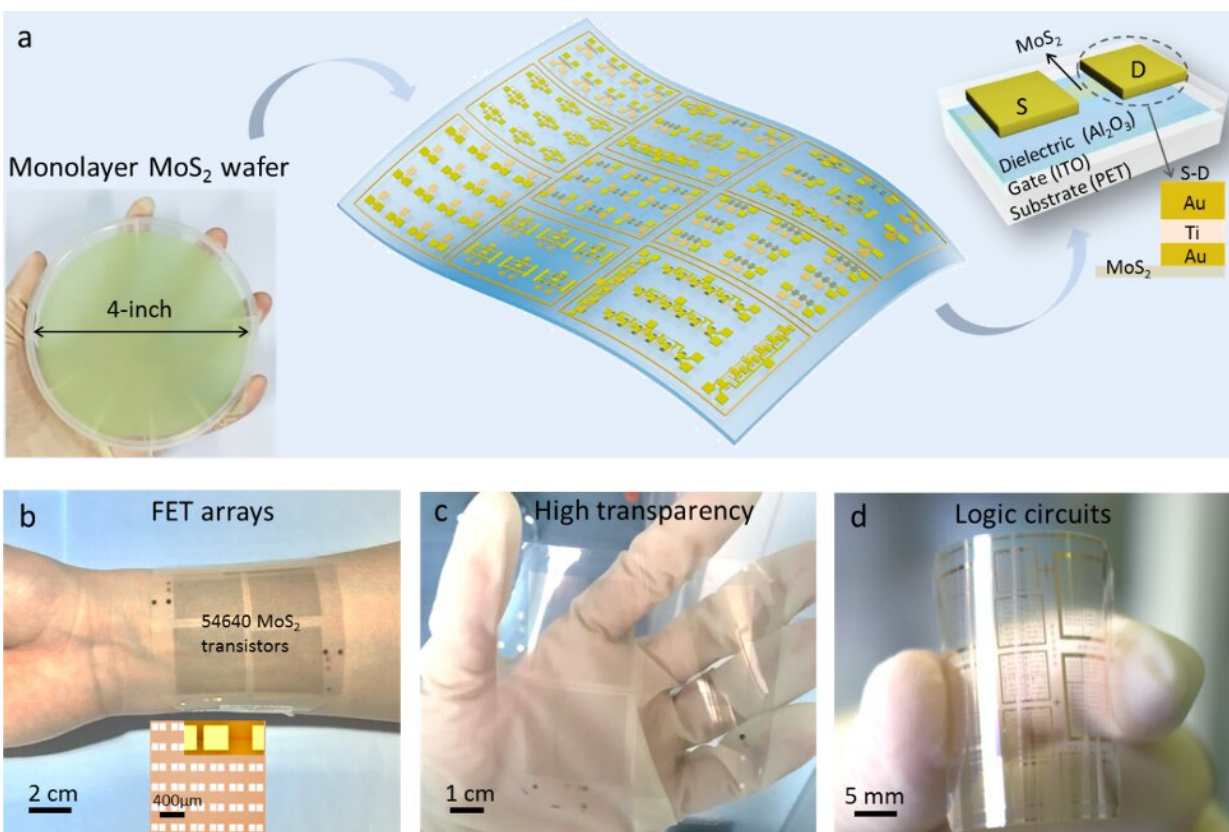 a
Monolayer MoS₂ wafer
4-inch
MoS₂
S
D
Dielectric (Al₂O₃)
Gate (ITO)
Substrate (PET)
S-D
Au
Ti
Au
MoS₂
b
FET arrays
54640 MoS₂
transistors
2 cm
400μm
c
High transparency
1 cm
d
Logic circuits
5 mm